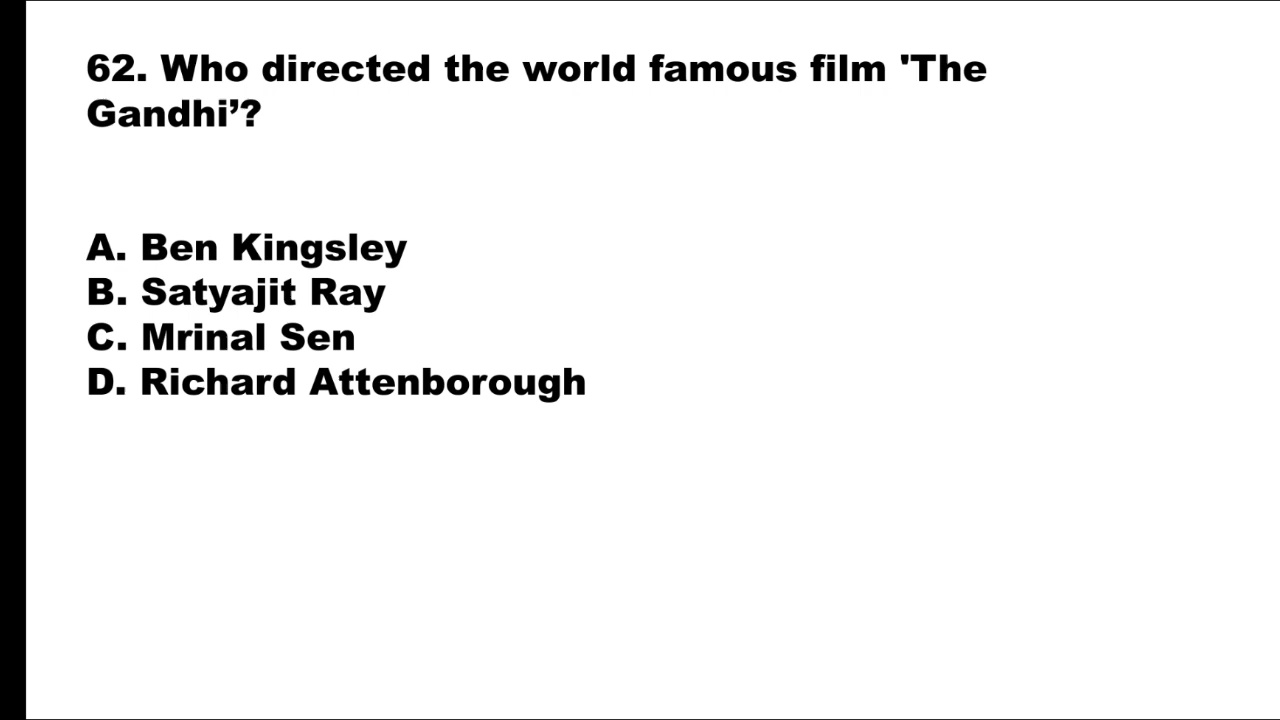 62. Who directed the world famous film 'The
Gandhi’?
A. Ben Kingsley
B. Satyajit Ray
C. Mrinal Sen
D. Richard Attenborough